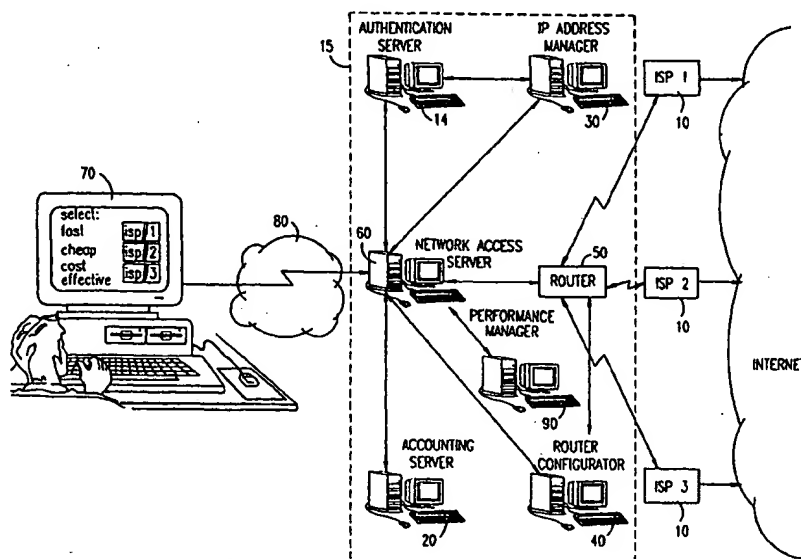 AUTHENTICATION
SERVER
IP ADDRESS
MANAGER
15
14
30
ISP 1
10
70
select:
fast
cheap
cost
effective
isp/1
isp/2
isp/3
80
60
NETWORK ACCESS
SERVER
50
ROUTER
ISP 2
10
PERFORMANCE
MANAGER
90
INTERNET
ACCOUNTING
SERVER
20
ROUTER
CONFIGURATOR
40
ISP 3
10